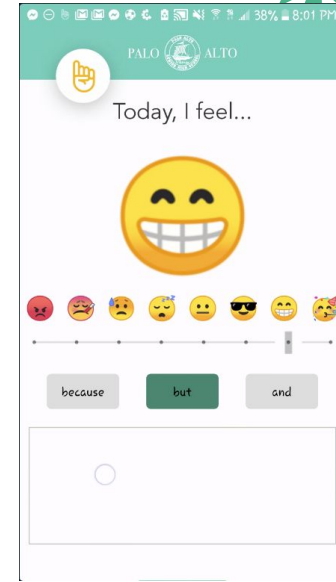 38% 8:01 PM
PALO ALTO
Today, I feel...
because but and